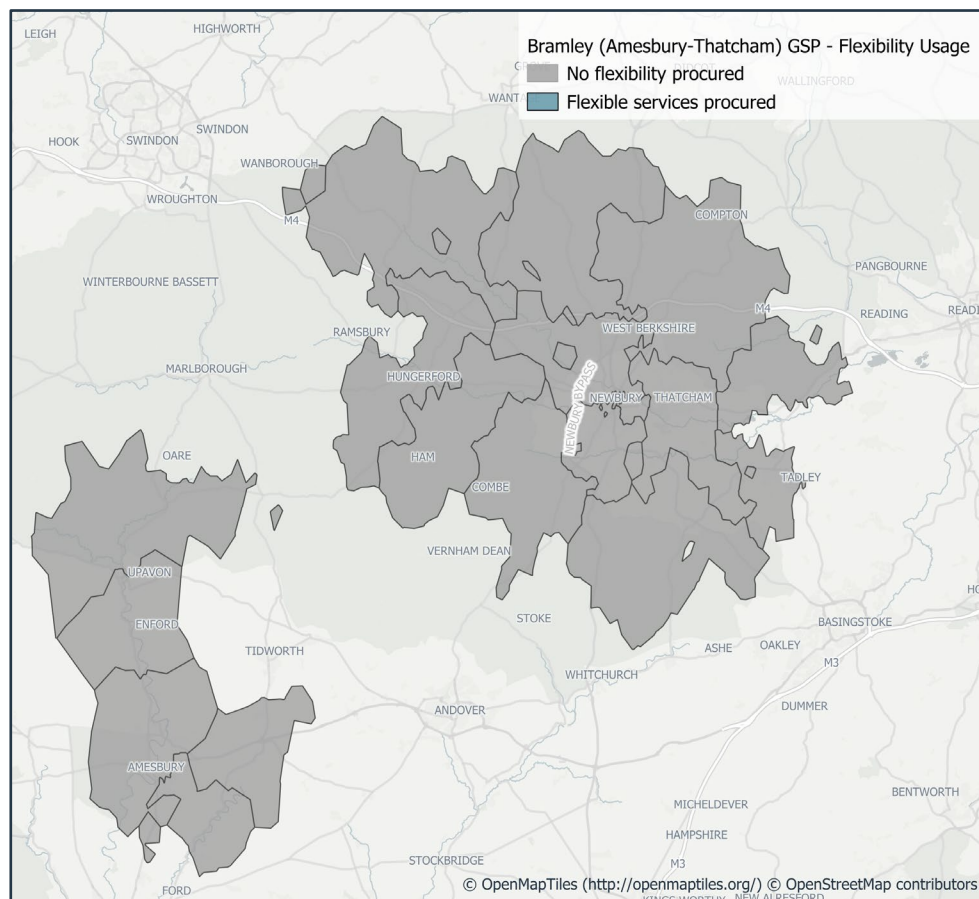 HIGHWORTH
LEIGH
Bramley (Amesbury-Thatcham) GSP - Flexibility Usage
No flexibility procured
Flexible services procured
WALLINGFORD
SWINDON
HOOK
SWINDON
WANBOROUGH
WROUGHTON
M4
COMPTON
PANGBOURNE
WINTERBOURNE BASSETT
M4
READING
RAMSBURY
WEST BERKSHIRE
MARLBOROUGH
HUNGERFORD
NEWBURY BYPASS
NEWBURY
THATCHAM
OARE
HAM
COMBE
TADLEY
VERNHAM DEAN
UPAVON
STOKE
ENFORD
BASINGSTOKE
TIDWORTH
ASHE
OAKLEY
M3
WHITCHURCH
ANDOVER
DUMMER
AMESBURY
BENTWORTH
MICHELDEVER
HAMPSHIRE
STOCKBRIDGE
M3
FORD
© OpenMapTiles (http://openmaptiles.org/) © OpenStreetMap contributors